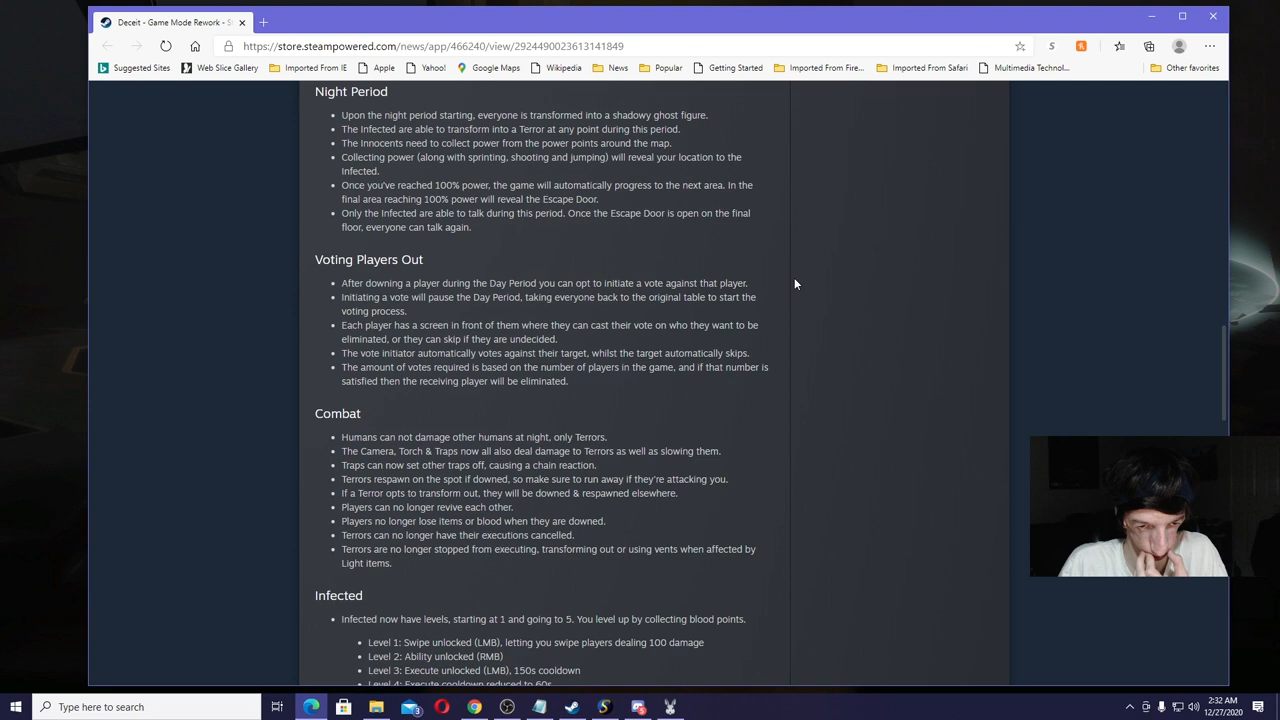 Deceit - Game Mode Rework - S
https://store.steampowered.com/news/app/466240/view/2924490023613141849
Suggested Sites
Web Slice Gallery
Imported From IE
Apple
Yahoo!
Google Maps
Wikipedia
News
Popular
Getting Started
Imported From Fire...
Imported From Safari
Multimedia Technol...
Other favorites
Night Period
Upon the night period starting, everyone is transformed into a shadowy ghost figure.
The Infected are able to transform into a Terror at any point during this period.
The Innocents need to collect power from the power points around the map.
Collecting power (along with sprinting, shooting and jumping) will reveal your location to the
Infected.
Once you've reached 100% power, the game will automatically progress to the next area. In the
final area reaching 100% power will reveal the Escape Door.
Only the Infected are able to talk during this period. Once the Escape Door is open on the final
floor, everyone can talk again.
Voting Players Out
After downing a player during the Day Period you can opt to initiate a vote against that player.
Initiating a vote will pause the Day Period, taking everyone back to the original table to start the
voting process.
Each player has a screen in front of them where they can cast their vote on who they want to be
eliminated, or they can skip if they are undecided.
The vote initiator automatically votes against their target, whilst the target automatically skips.
The amount of votes required is based on the number of players in the game, and if that number is
satisfied then the receiving player will be eliminated.
Combat
Humans can not damage other humans at night, only Terrors.
The Camera, Torch & Traps now all also deal damage to Terrors as well as slowing them.
Traps can now set other traps off, causing a chain reaction.
Terrors respawn on the spot if downed, so make sure to run away if they're attacking you.
If a Terror opts to transform out, they will be downed & respawned elsewhere.
Players can no longer revive each other.
Players no longer lose items or blood when they are downed.
Terrors can no longer have their executions cancelled.
Terrors are no longer stopped from executing, transforming out or using vents when affected by
Light items.
Infected
Infected now have levels, starting at 1 and going to 5. You level up by collecting blood points.
Level 1: Swipe unlocked (LMB), letting you swipe players dealing 100 damage
Level 2: Ability unlocked (RMB)
Level 3: Execute unlocked (LMB), 150s cooldown
Level 4: Execute cooldown reduced to 60s
Type here to search
3
2:32 AM
12/27/2020